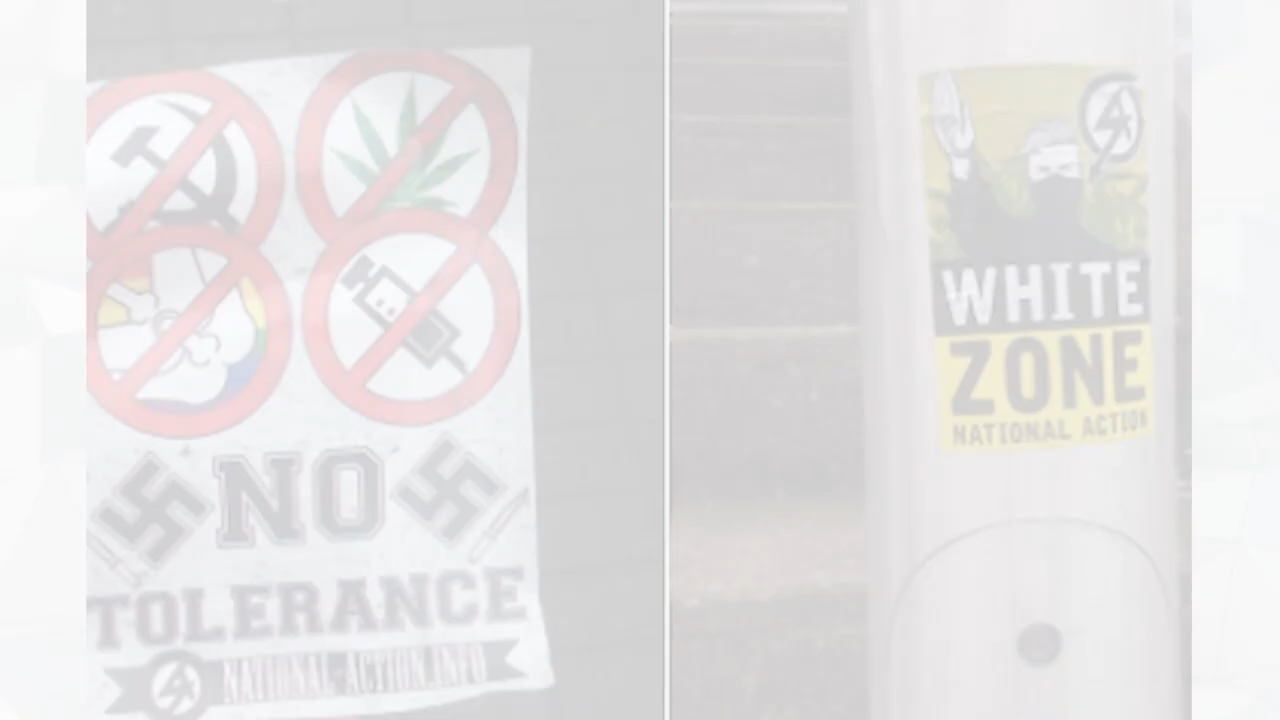 NO
TOLERANCE
NATIONAL-ACTION.INFO
WHITE
ZONE
NATIONAL ACTION